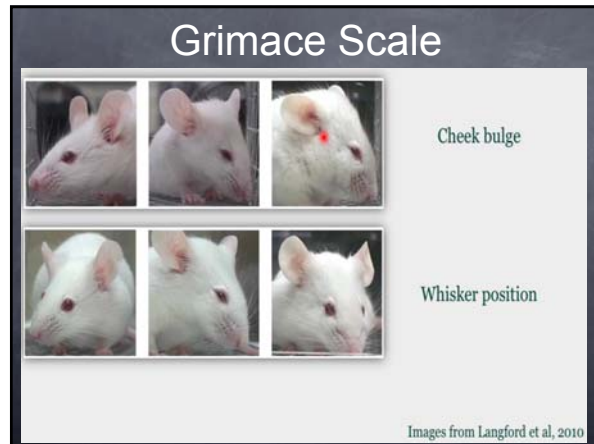 Grimace Scale
Cheek bulge
Whisker position
Images from Langford et al, 2010